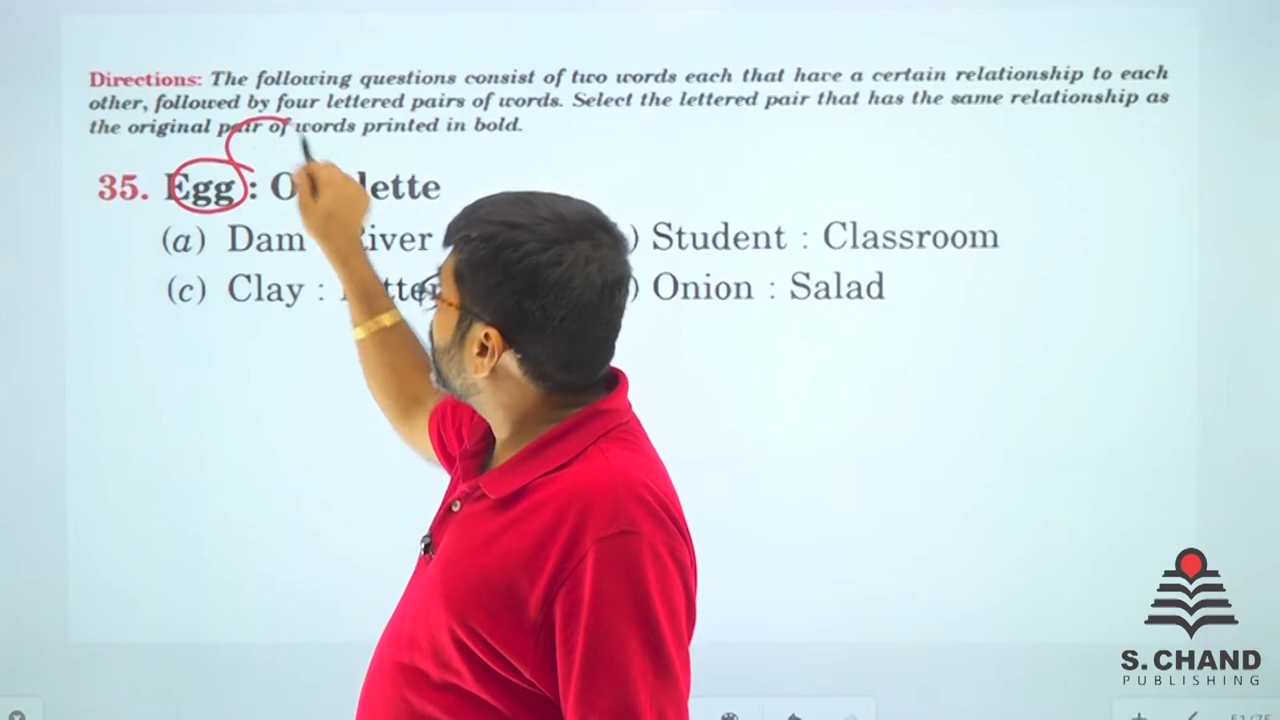 Directions: The following questions consist of two words each that have a certain relationship to each
other, followed by four lettered pairs of words. Select the lettered pair that has the same relationship as
the original pair of words printed in bold.
35. Egg : O lette
(a) Dam iver ) Student : Classroom
(c) Clay : ) Onion : Salad
S. CHAND
PUBLISHING